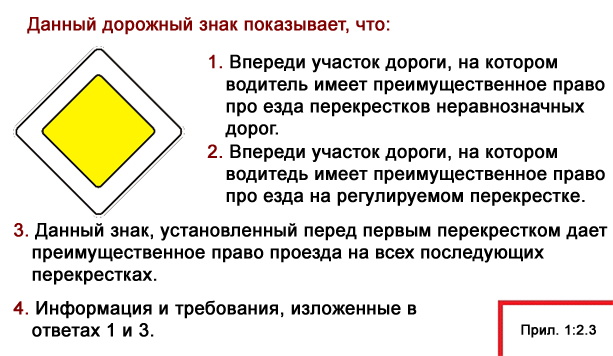 Данный дорожный знак показывает, что:
1. Впереди участок дороги, на котором
водитель имеет преимущественное право
про езда перекрестков неравнозначных
дорог.
2. Впереди участок дороги, на котором
водитедь имеет преимущественное право
про езда на регулируемом перекрестке.
3. Данный знак, установленный перед первым перекрестком дает
преимущественное право проезда на всех последующих
перекрестках.
4. Информация и требования, изложенные в
ответах 1 и 3.
Прил. 1:2.3